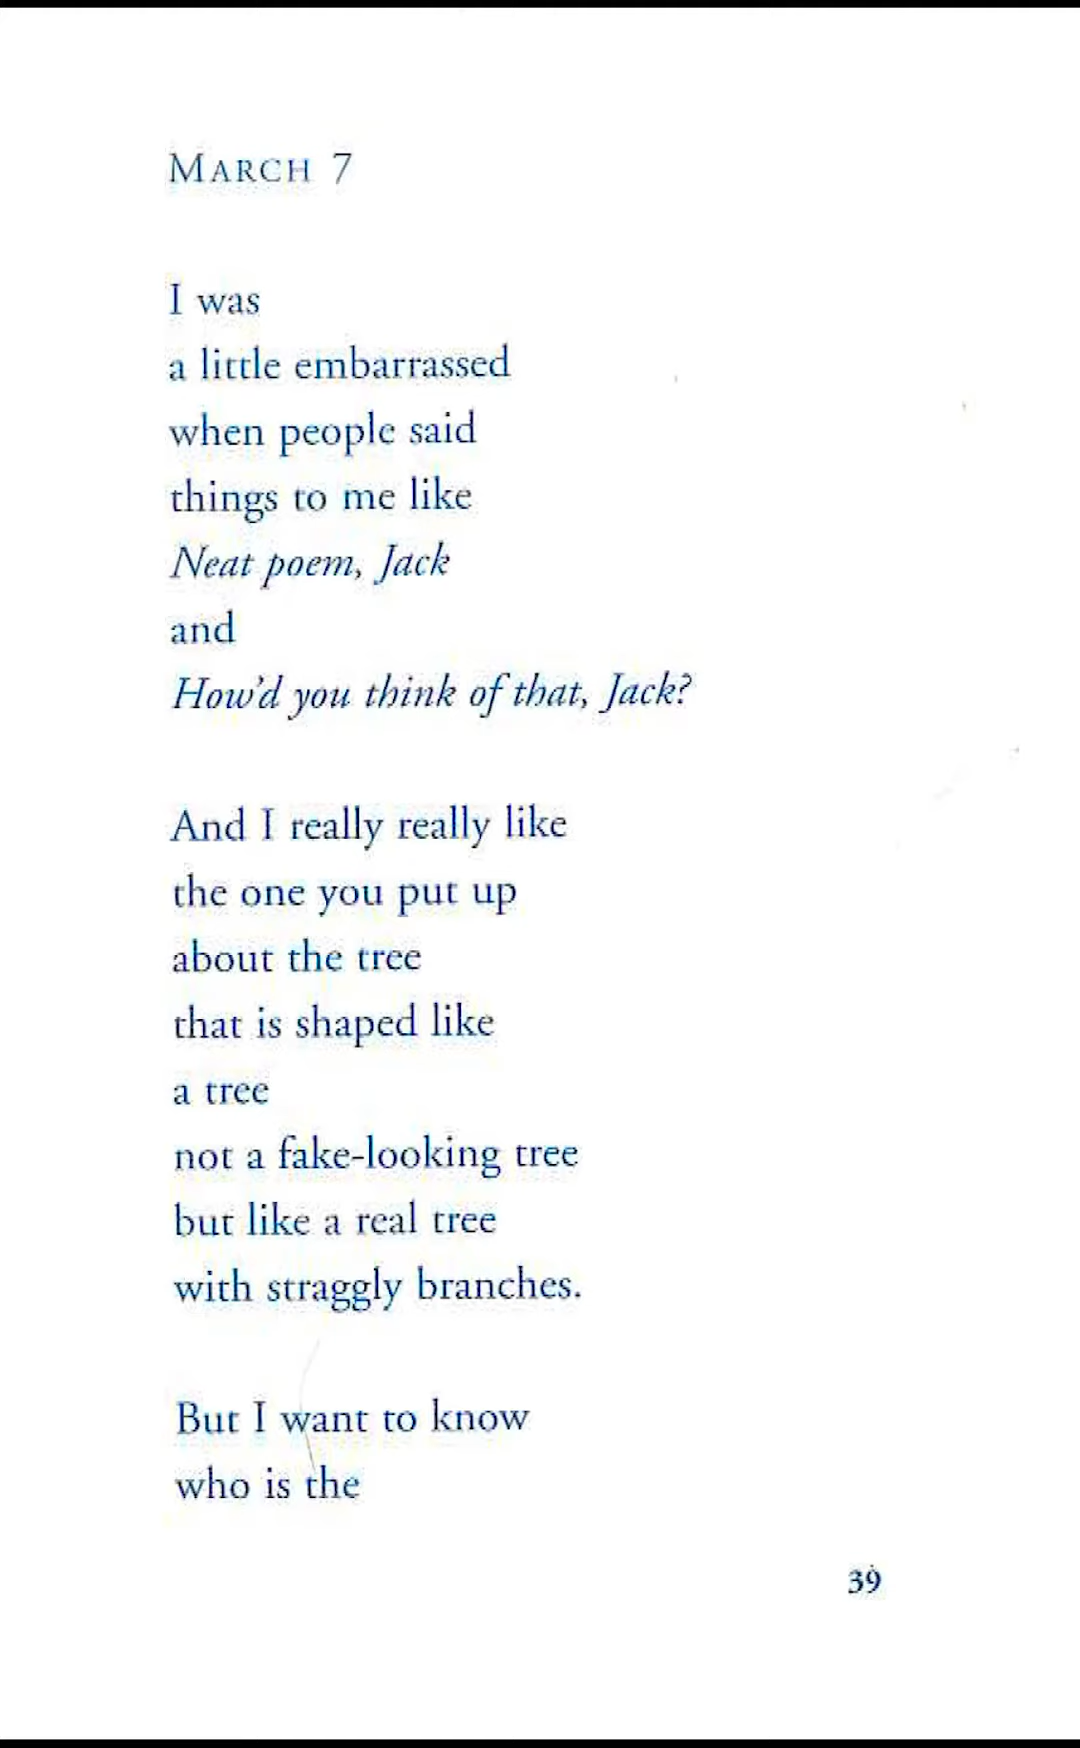 MARCH 7
I was
a little embarrassed
when people said
things to me like
Neat poem, Jack
and
How'd you think of that, Jack?
And I really really like
the one you put up
about the tree
that is shaped like
a tree
not a fake-looking tree
but like a real tree
with straggly branches.
But I want to know
who is the
39